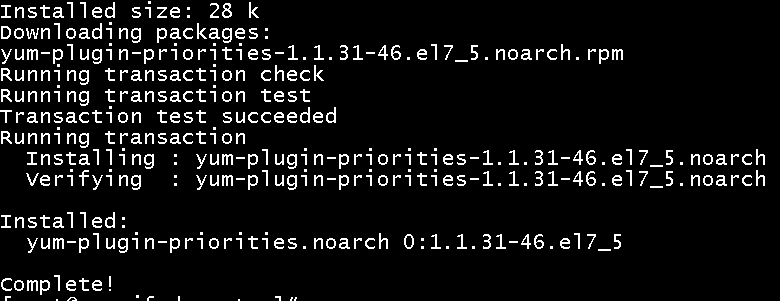 Installed size: 28 k
Downloading packages:
yum-plugin-priorities-1.1.31-46.el7_5.noarch.rpm
Running transaction check
Running transaction test
Transaction test succeeded
Running transaction
  Installing : yum-plugin-priorities-1.1.31-46.el7_5.noarch
  Verifying  : yum-plugin-priorities-1.1.31-46.el7_5.noarch

Installed:
  yum-plugin-priorities.noarch 0:1.1.31-46.el7_5

Complete!